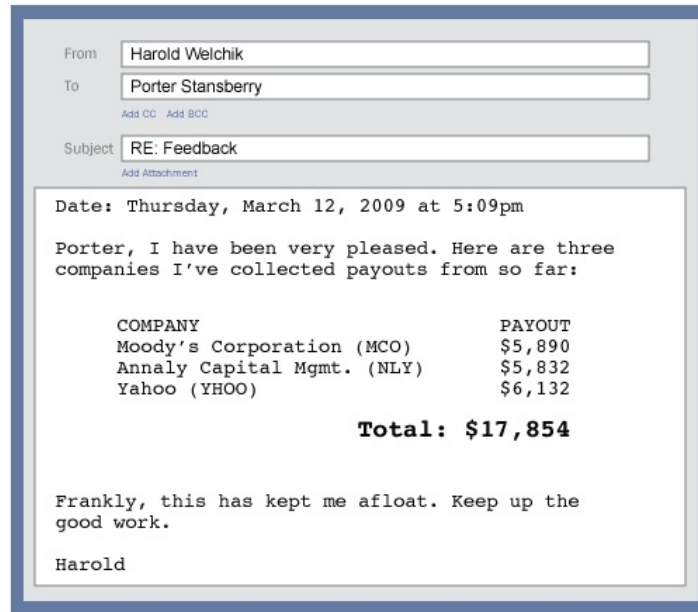 From Harold Welchik
To Porter Stansberry
Add CC Add BCC
Subject RE: Feedback
Add Attachment
Date: Thursday, March 12, 2009 at 5:09pm
Porter, I have been very pleased. Here are three
companies I've collected payouts from so far:
COMPANY PAYOUT
Moody's Corporation (MCO) $5,890
Annaly Capital Mgmt. (NLY) $5,832
Yahoo (YHOO) $6,132
Total: $17,854
Frankly, this has kept me afloat. Keep up the
good work.
Harold